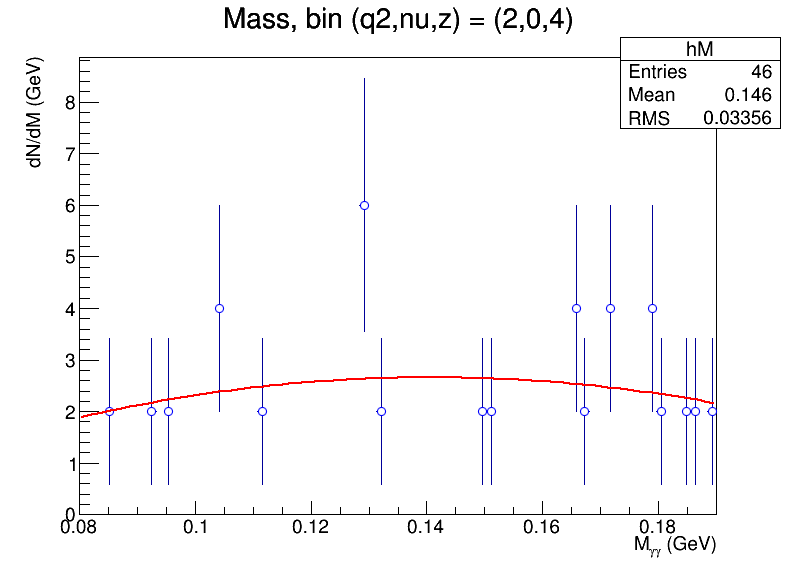 Mass, bin (q2,nu,z) = (2,0,4)
hM
Entries 46
Mean 0.146
RMS 0.03356
dN/dM (GeV)
8
7
6
5
4
3
2
1
0
0.08 0.1 0.12 0.14 0.16 0.18
Mγγ (GeV)